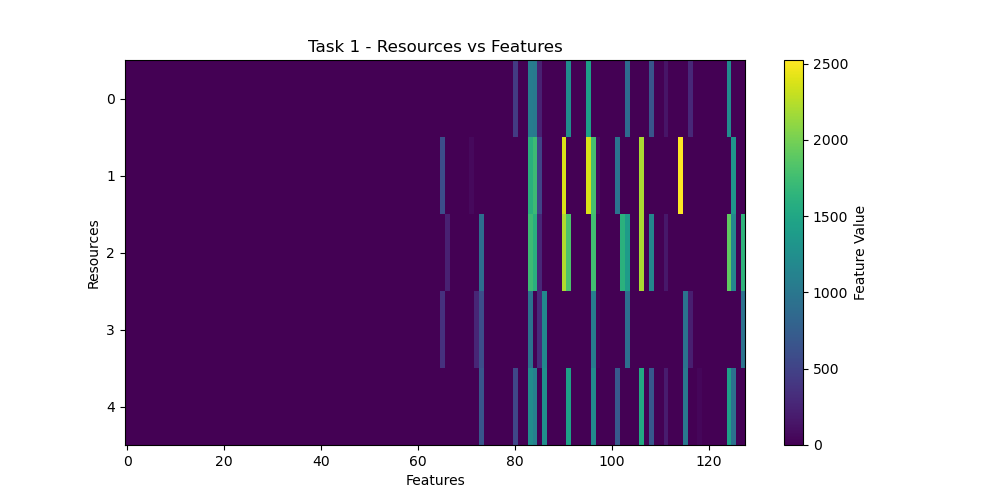 Task 1 - Resources vs Features
0
1
2
3
4
Resources
0 20 40 60 80 100 120
Features
2500
2000
1500
1000
500
0
Feature Value